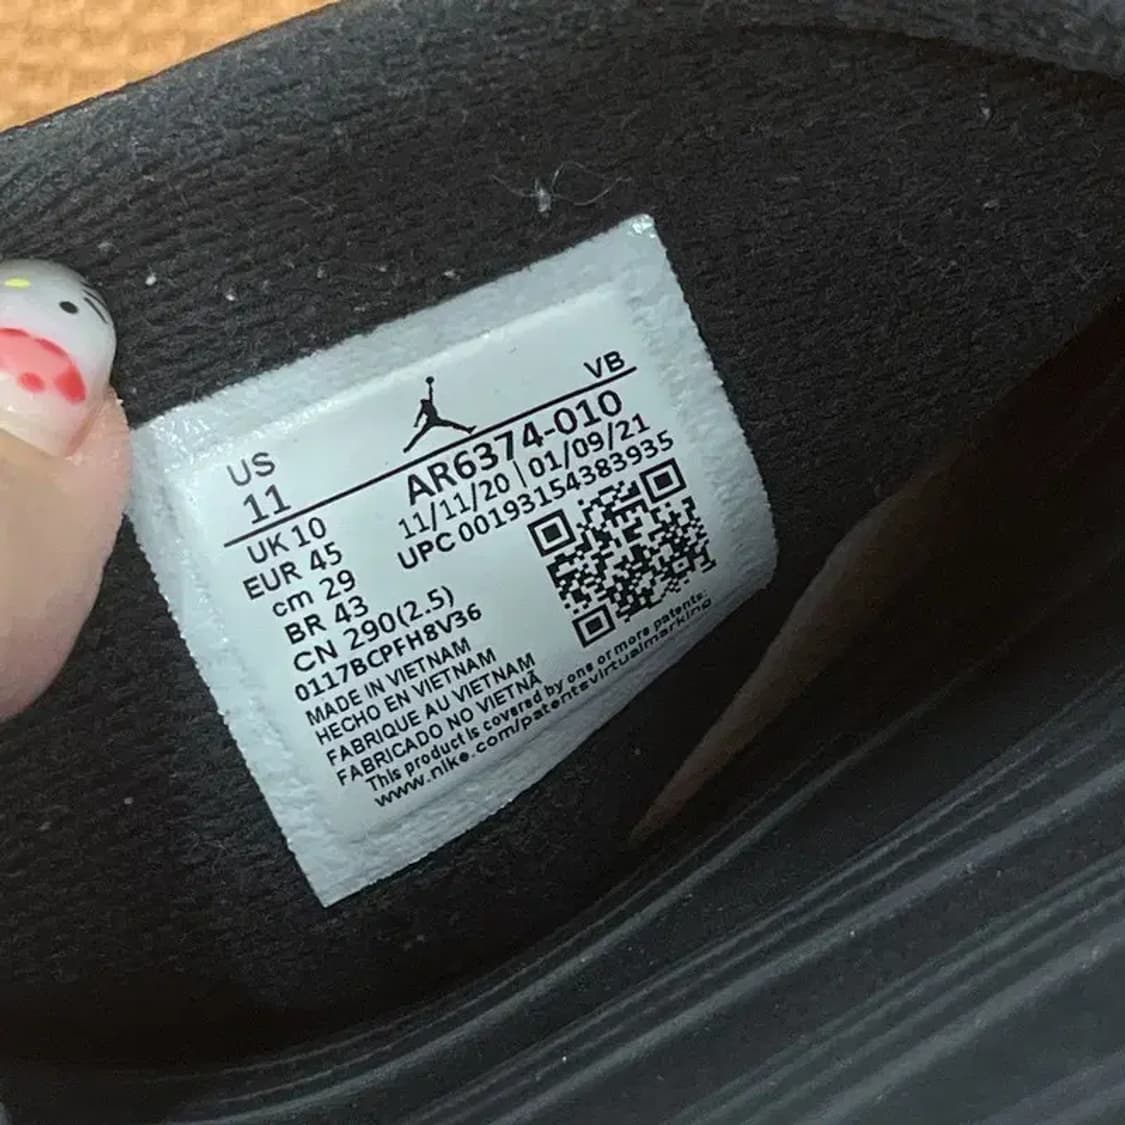 VB
US
11
AR6374-010
11/11/20 | 01/09/21
UPC 00193154383935
UK 10
EUR 45
cm 29
BR 43
CN 290(2.5)
0117BCPFH8V36
MADE IN VIETNAM
HECHO EN VIETNAM
FABRIQUE AU VIETNAM
FABRICADO NO VIETNÃ
This product is covered by one or more patents:
www.nike.com/patentsvirtualmarking